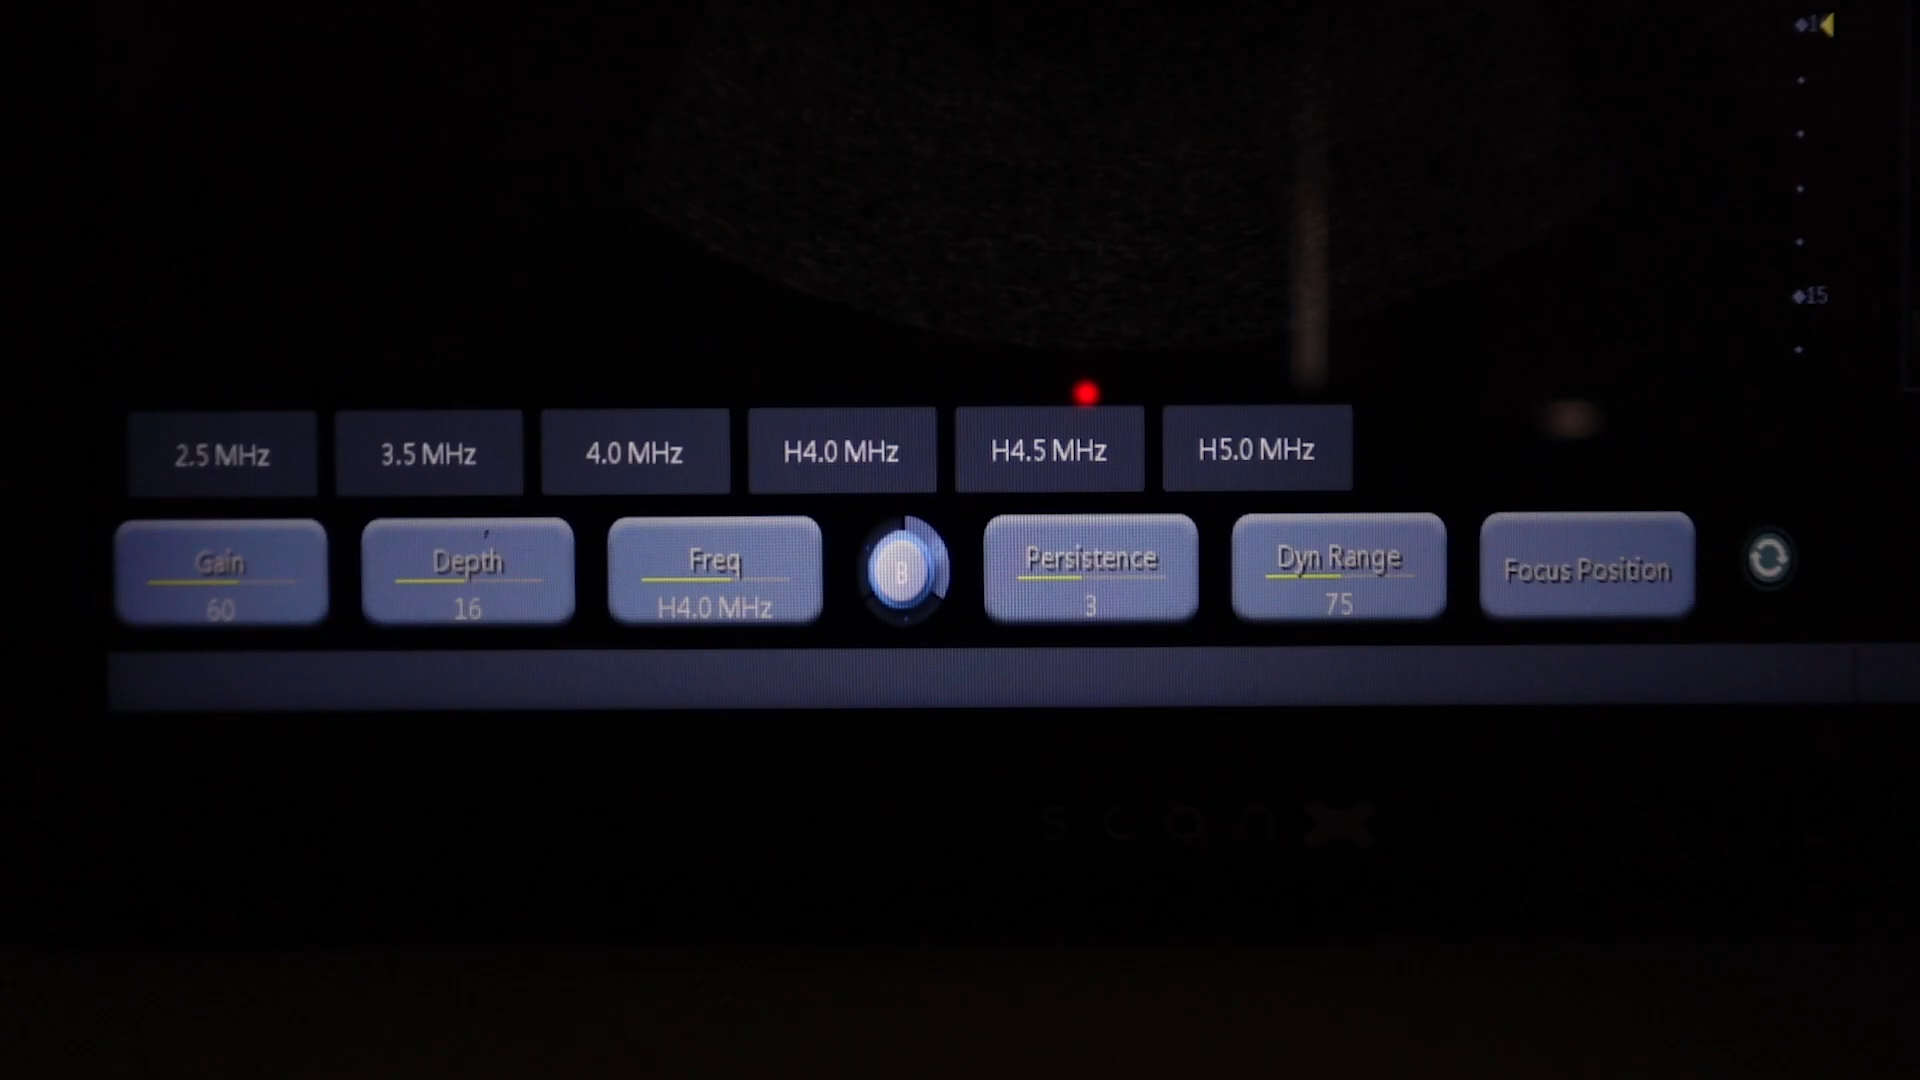 1
15
2.5 MHz
3.5 MHz
4.0 MHz
H4.0 MHz
H4.5 MHz
H5.0 MHz
Gain
60
Depth
16
Freq
H4.0 MHz
B
Persistence
3
Dyn Range
75
Focus Position
scanx